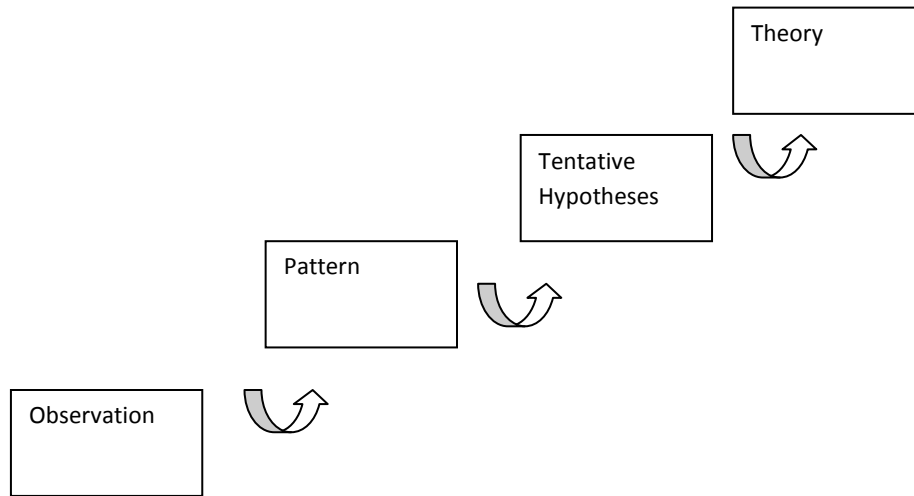 Theory
Tentative
Hypotheses
Pattern
Observation